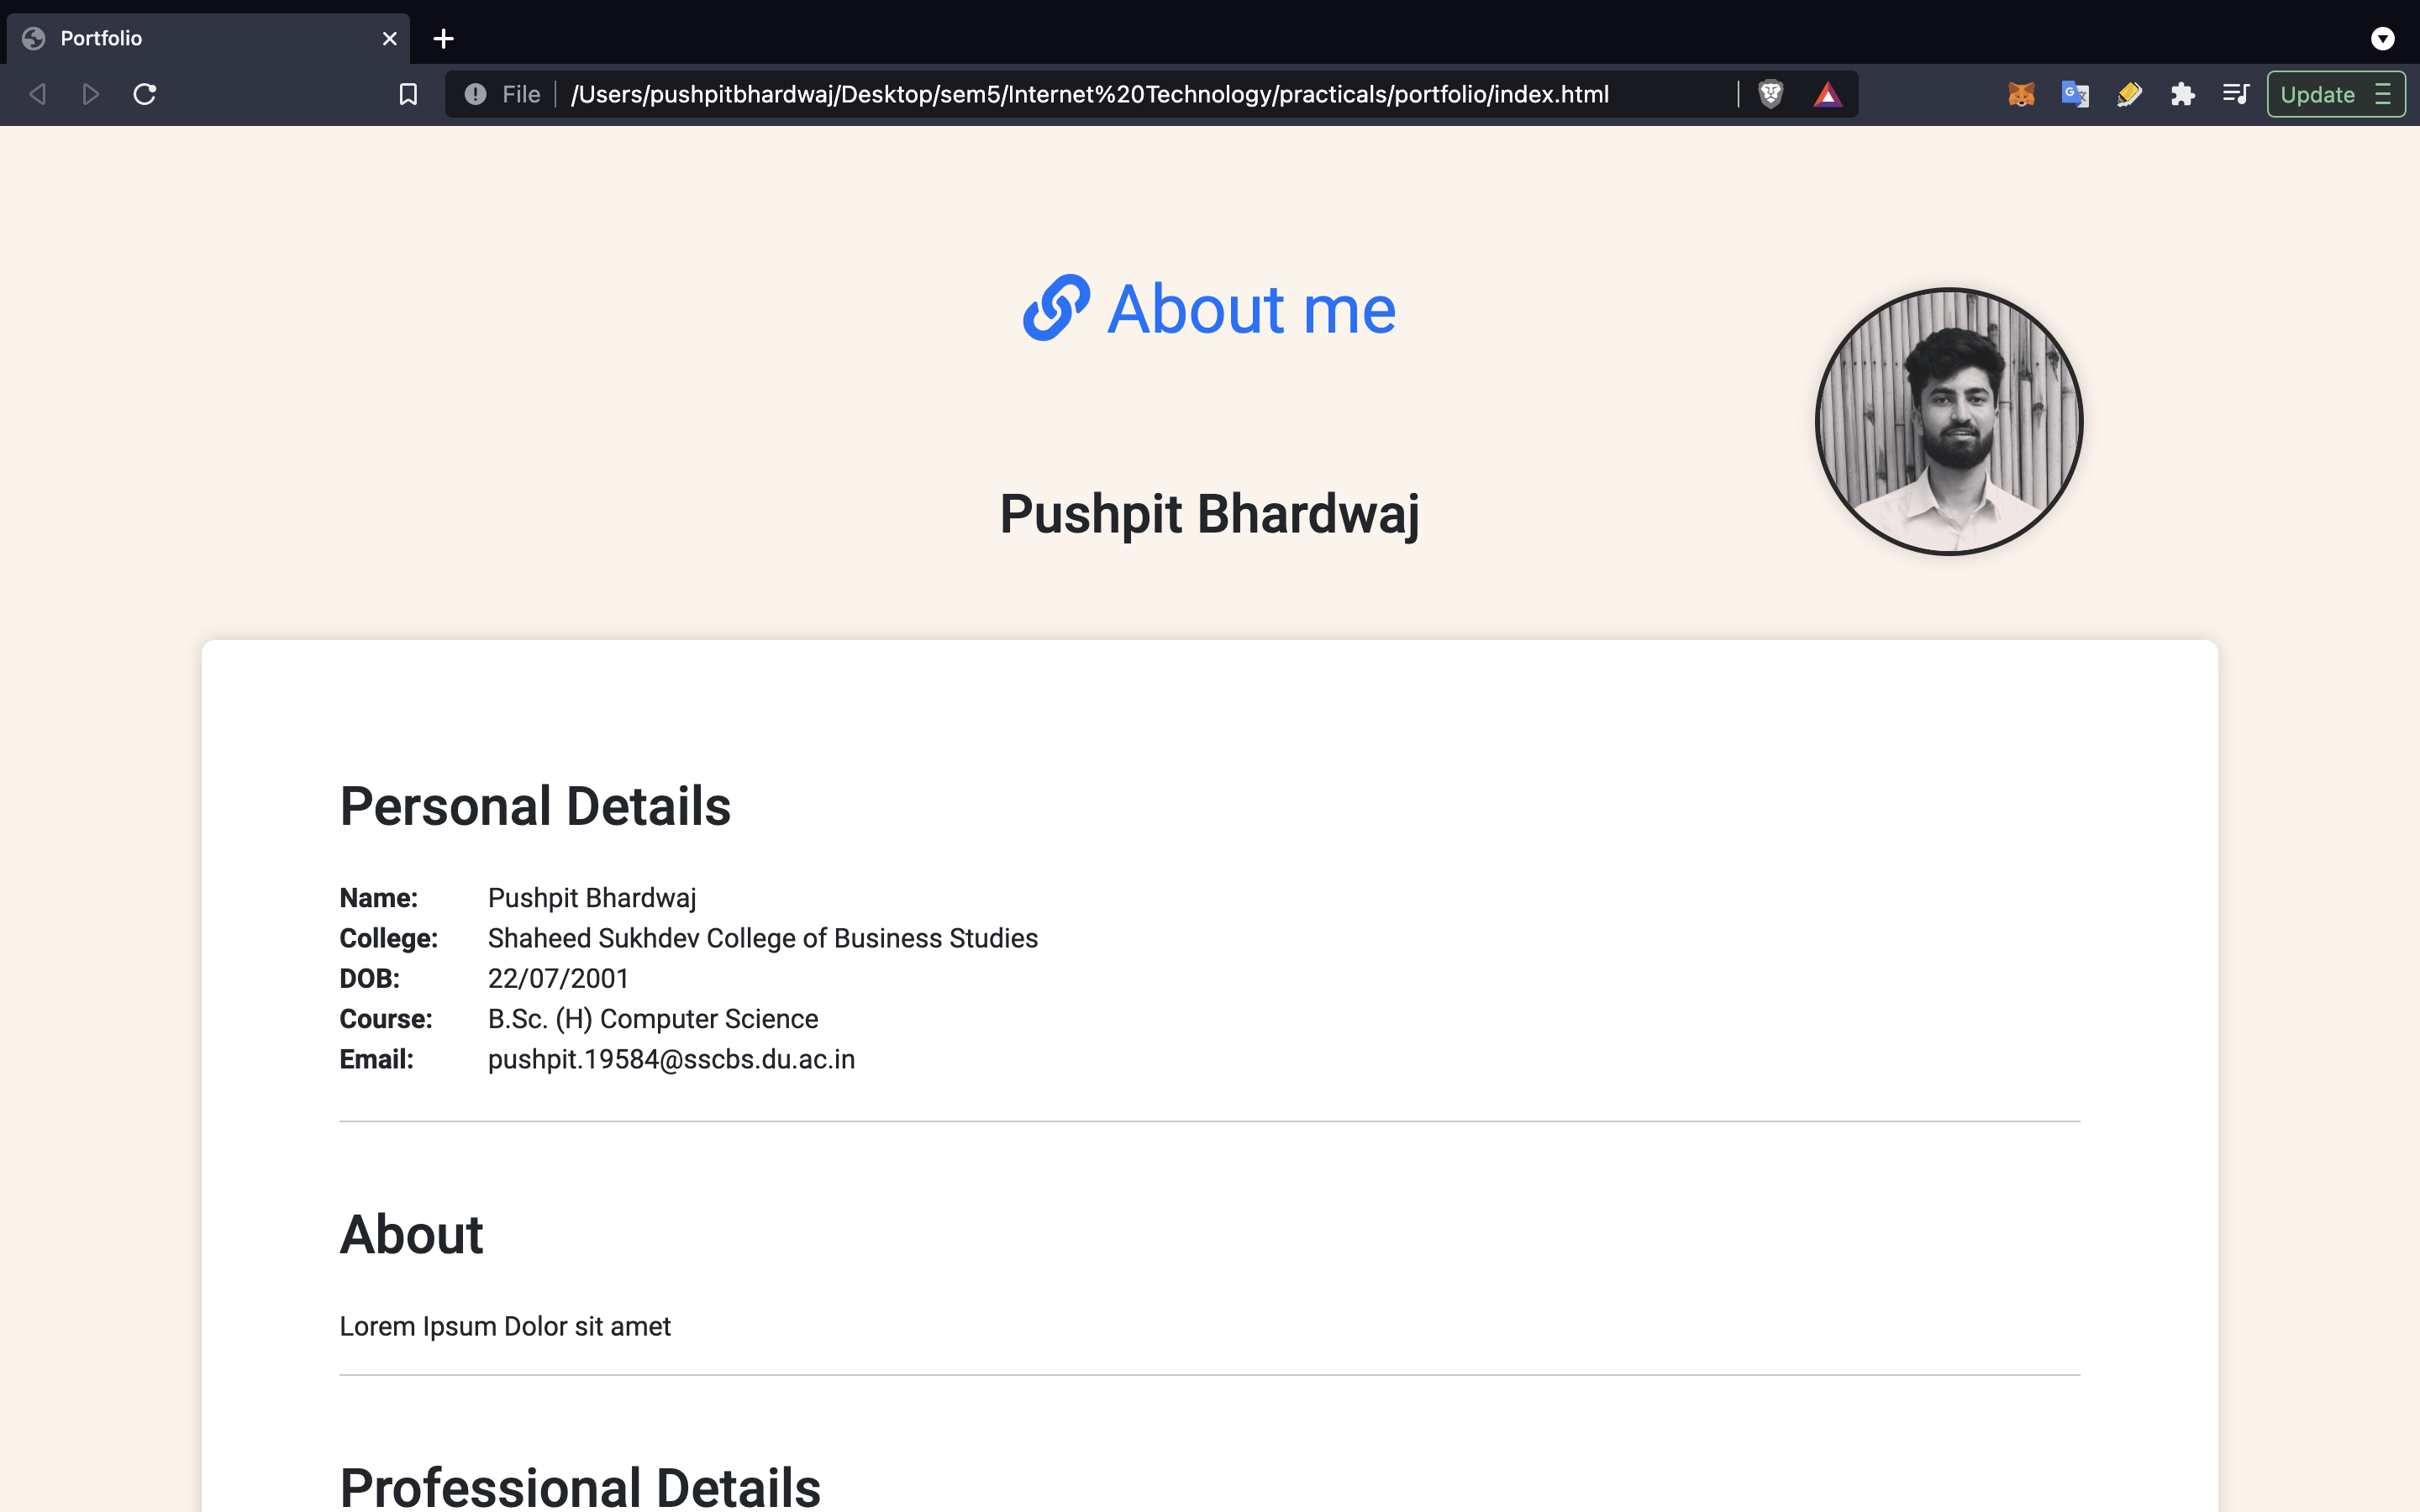 Portfolio
File
/Users/pushpitbhardwaj/Desktop/sem5/Internet%20Technology/practicals/portfolio/index.html
Update
About me
Pushpit Bhardwaj
Personal Details
Name: Pushpit Bhardwaj
College: Shaheed Sukhdev College of Business Studies
DOB: 22/07/2001
Course: B.Sc. (H) Computer Science
Email: pushpit.19584@sscbs.du.ac.in
About
Lorem Ipsum Dolor sit amet
Professional Details